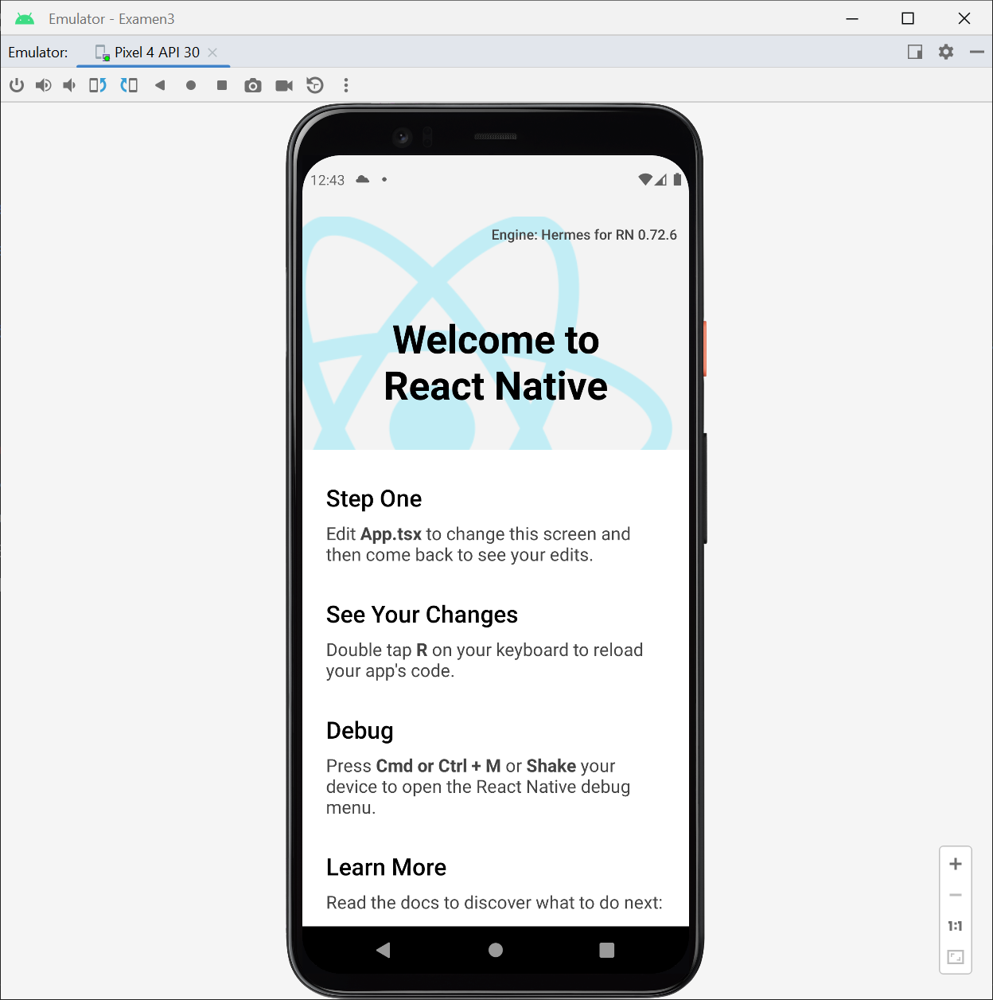 Emulator - Examen3
Emulator:
Pixel 4 API 30
12:43
Engine: Hermes for RN 0.72.6
Welcome to
React Native
Step One
Edit App.tsx to change this screen and
then come back to see your edits.
See Your Changes
Double tap R on your keyboard to reload
your app's code.
Debug
Press Cmd or Ctrl + M or Shake your
device to open the React Native debug
menu.
Learn More
Read the docs to discover what to do next:
1:1